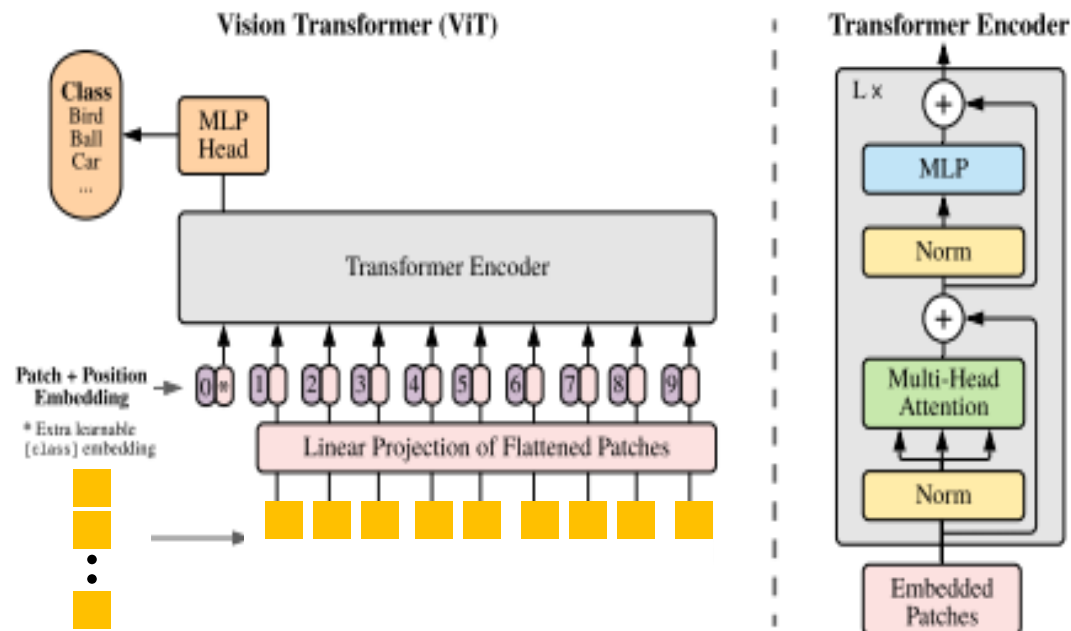 Vision Transformer (ViT)
Class
Bird
Ball
Car
...
MLP
Head
Transformer Encoder
Patch + Position
Embedding
* Extra learnable
[class] embedding
0 * 1 2 3 4 5 6 7 8 9
Linear Projection of Flattened Patches
Transformer Encoder
L x
+
MLP
Norm
+
Multi-Head
Attention
Norm
Embedded
Patches